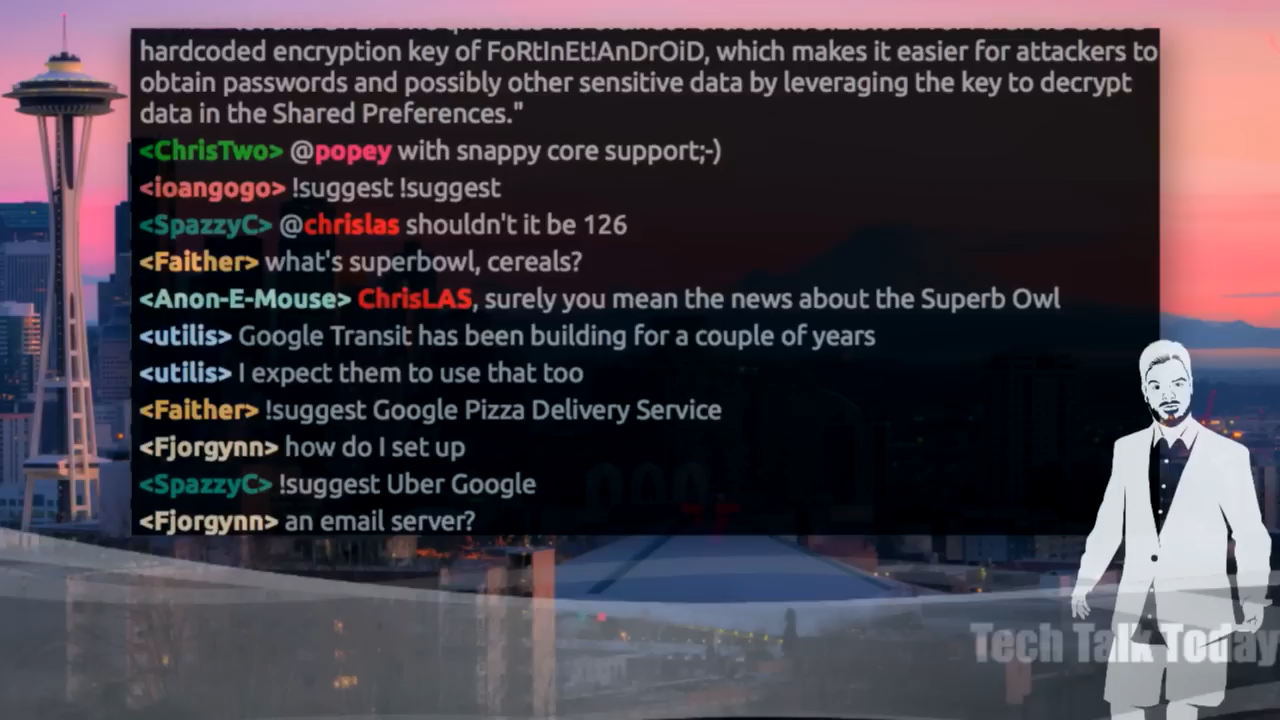 hardcoded encryption key of FoRtInEt!AnDrOiD, which makes it easier for attackers to
obtain passwords and possibly other sensitive data by leveraging the key to decrypt
data in the Shared Preferences."
<ChrisTwo> @popey with snappy core support;-)
<ioangogo> !suggest !suggest
<SpazzyC> @chrislas shouldn't it be 126
<Faither> what's superbowl, cereals?
<Anon-E-Mouse> ChrisLAS, surely you mean the news about the Superb Owl
<utilis> Google Transit has been building for a couple of years
<utilis> I expect them to use that too
<Faither> !suggest Google Pizza Delivery Service
<Fjorgynn> how do I set up
<SpazzyC> !suggest Uber Google
<Fjorgynn> an email server?
Tech Talk Today